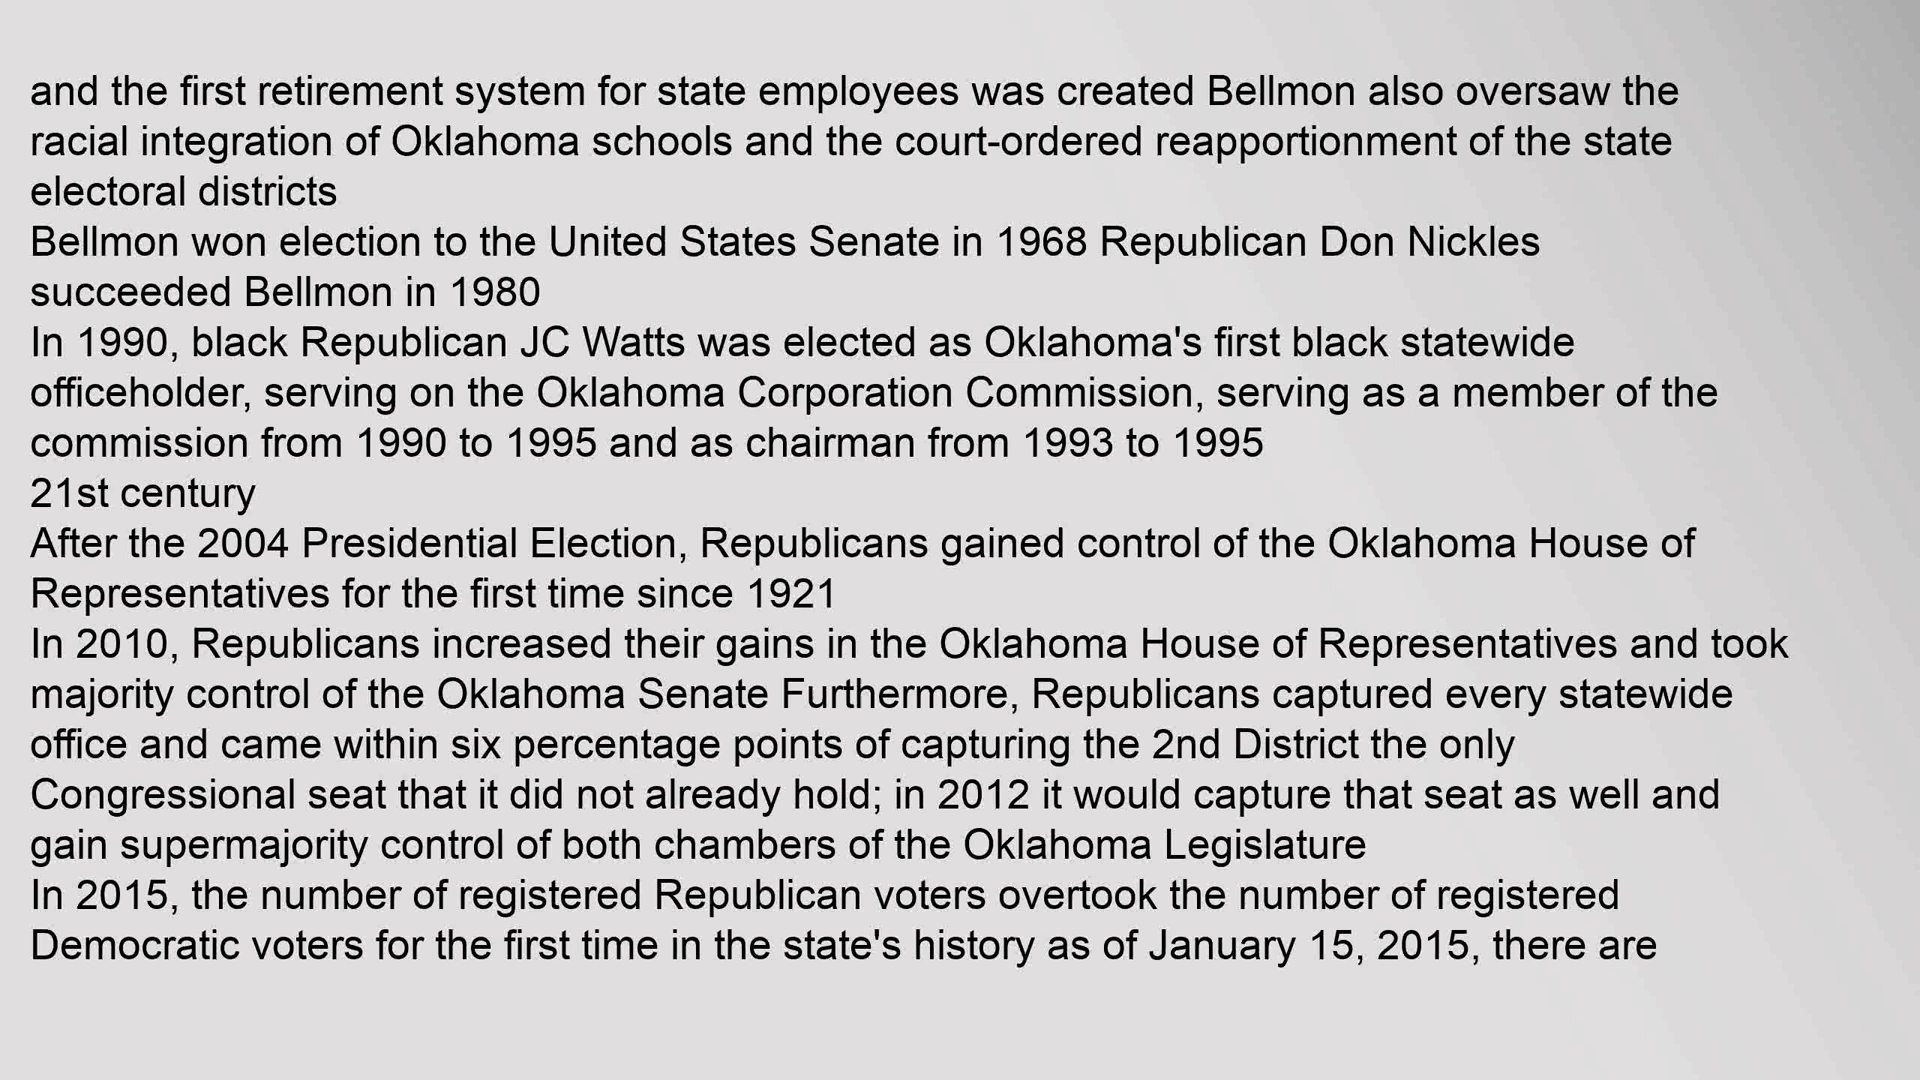 and the first retirement system for state employees was created Bellmon also oversaw the
racial integration of Oklahoma schools and the court-ordered reapportionment of the state
electoral districts
Bellmon won election to the United States Senate in 1968 Republican Don Nickles
succeeded Bellmon in 1980
In 1990, black Republican JC Watts was elected as Oklahoma's first black statewide
officeholder, serving on the Oklahoma Corporation Commission, serving as a member of the
commission from 1990 to 1995 and as chairman from 1993 to 1995
21st century
After the 2004 Presidential Election, Republicans gained control of the Oklahoma House of
Representatives for the first time since 1921
In 2010, Republicans increased their gains in the Oklahoma House of Representatives and took
majority control of the Oklahoma Senate Furthermore, Republicans captured every statewide
office and came within six percentage points of capturing the 2nd District the only
Congressional seat that it did not already hold; in 2012 it would capture that seat as well and
gain supermajority control of both chambers of the Oklahoma Legislature
In 2015, the number of registered Republican voters overtook the number of registered
Democratic voters for the first time in the state's history as of January 15, 2015, there are